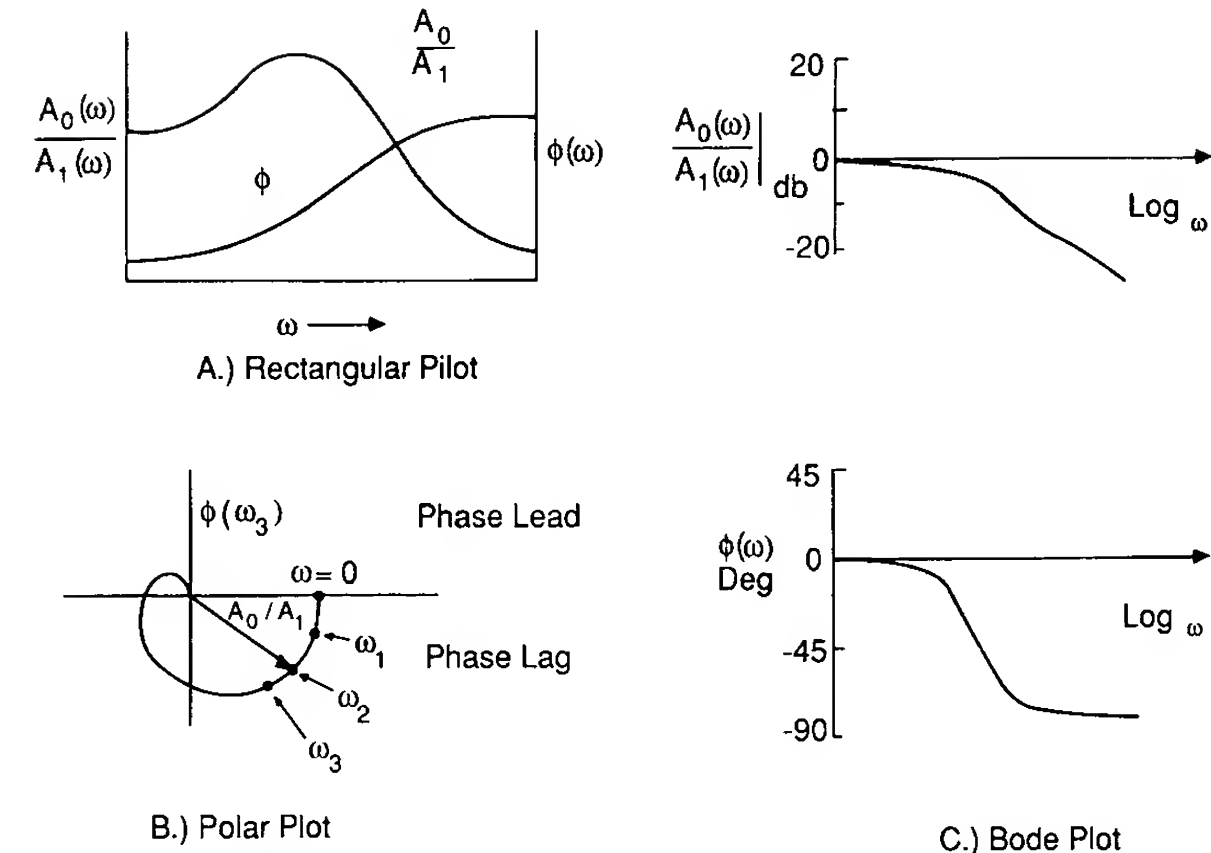 A0
A1
A0(ω)
A1(ω)
ϕ
ϕ(ω)
ω
A.) Rectangular Pilot
20
A0(ω)
A1(ω)
db
0
-20
Log ω
ϕ(ω3)
Phase Lead
ω= 0
A0 / A1
ω1
Phase Lag
ω2
ω3
B.) Polar Plot
45
ϕ(ω)
Deg
0
Log ω
-45
-90
C.) Bode Plot